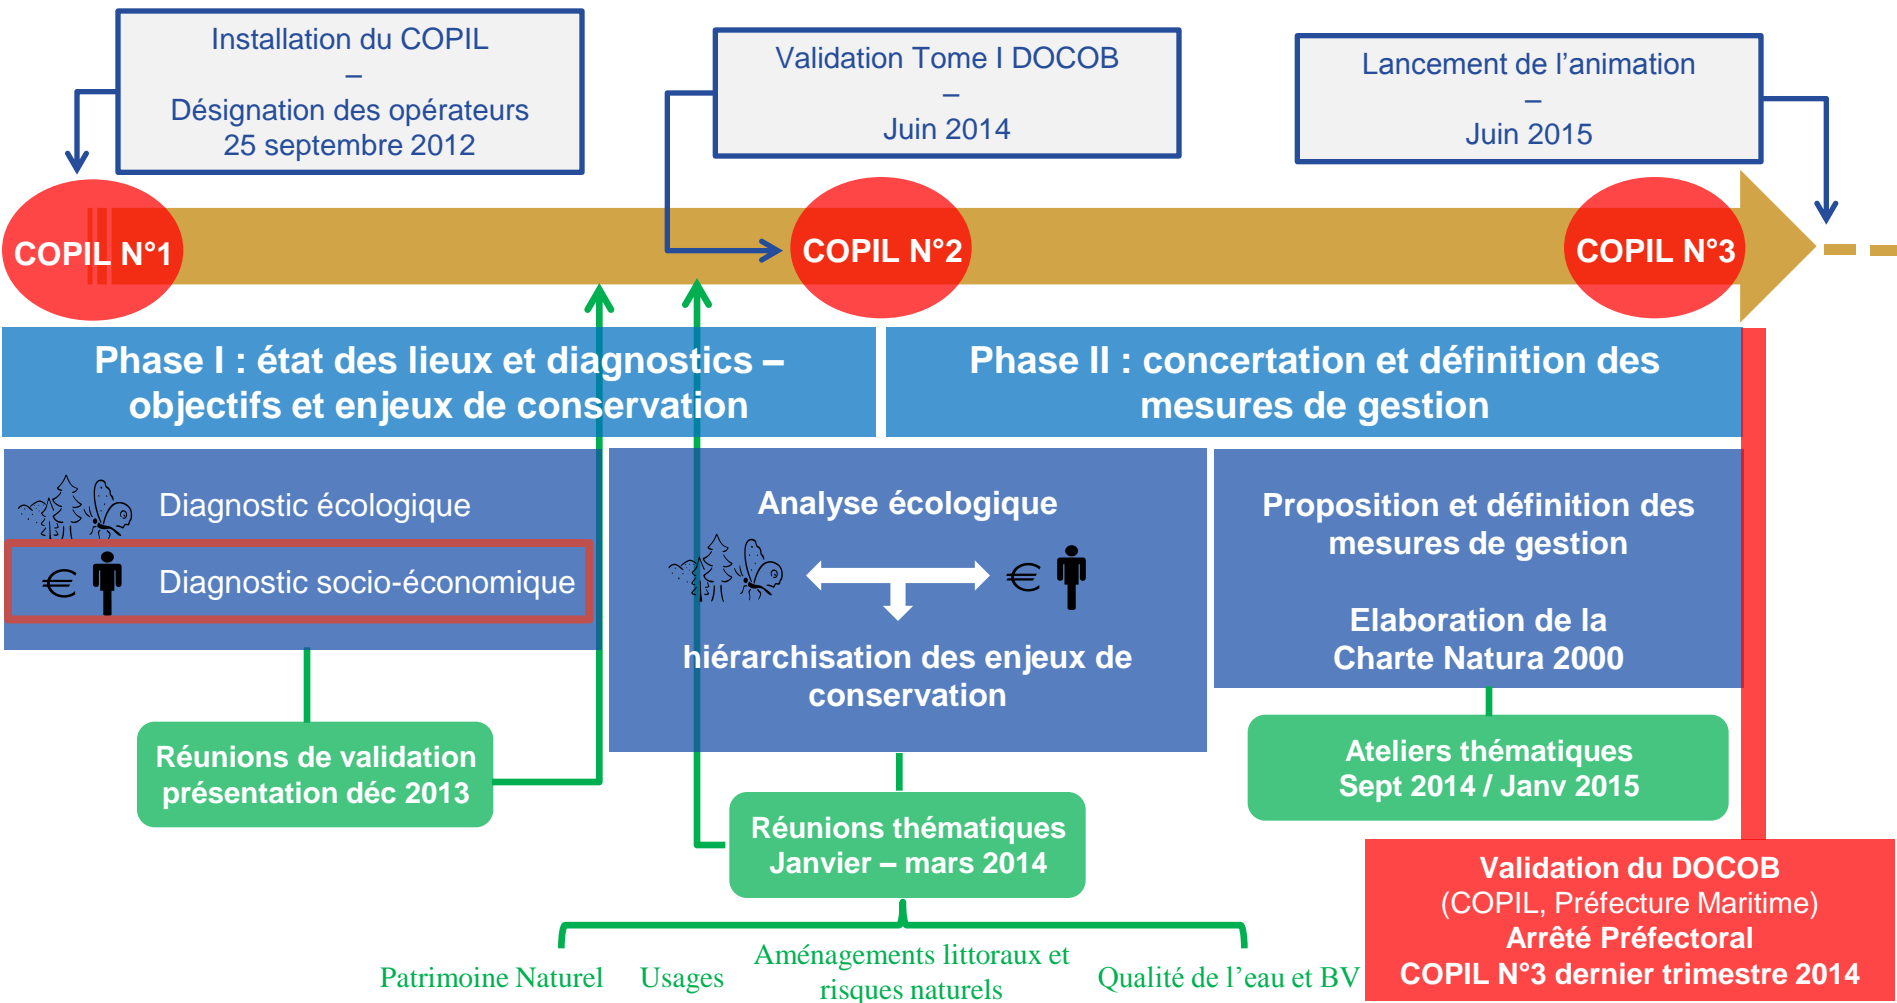 Installation du COPIL
–
Désignation des opérateurs
25 septembre 2012
Validation Tome I DOCOB
–
Juin 2014
Lancement de l’animation
–
Juin 2015
COPIL N°1
COPIL N°2
COPIL N°3
Phase I : état des lieux et diagnostics –
objectifs et enjeux de conservation
Phase II : concertation et définition des
mesures de gestion
Diagnostic écologique
€ Diagnostic socio-économique
Analyse écologique
€
hiérarchisation des enjeux de
conservation
Proposition et définition des
mesures de gestion
Elaboration de la
Charte Natura 2000
Réunions de validation
présentation déc 2013
Réunions thématiques
Janvier – mars 2014
Ateliers thématiques
Sept 2014 / Janv 2015
Patrimoine Naturel
Usages
Aménagements littoraux et
risques naturels
Qualité de l’eau et BV
Validation du DOCOB
(COPIL, Préfecture Maritime)
Arrêté Préfectoral
COPIL N°3 dernier trimestre 2014